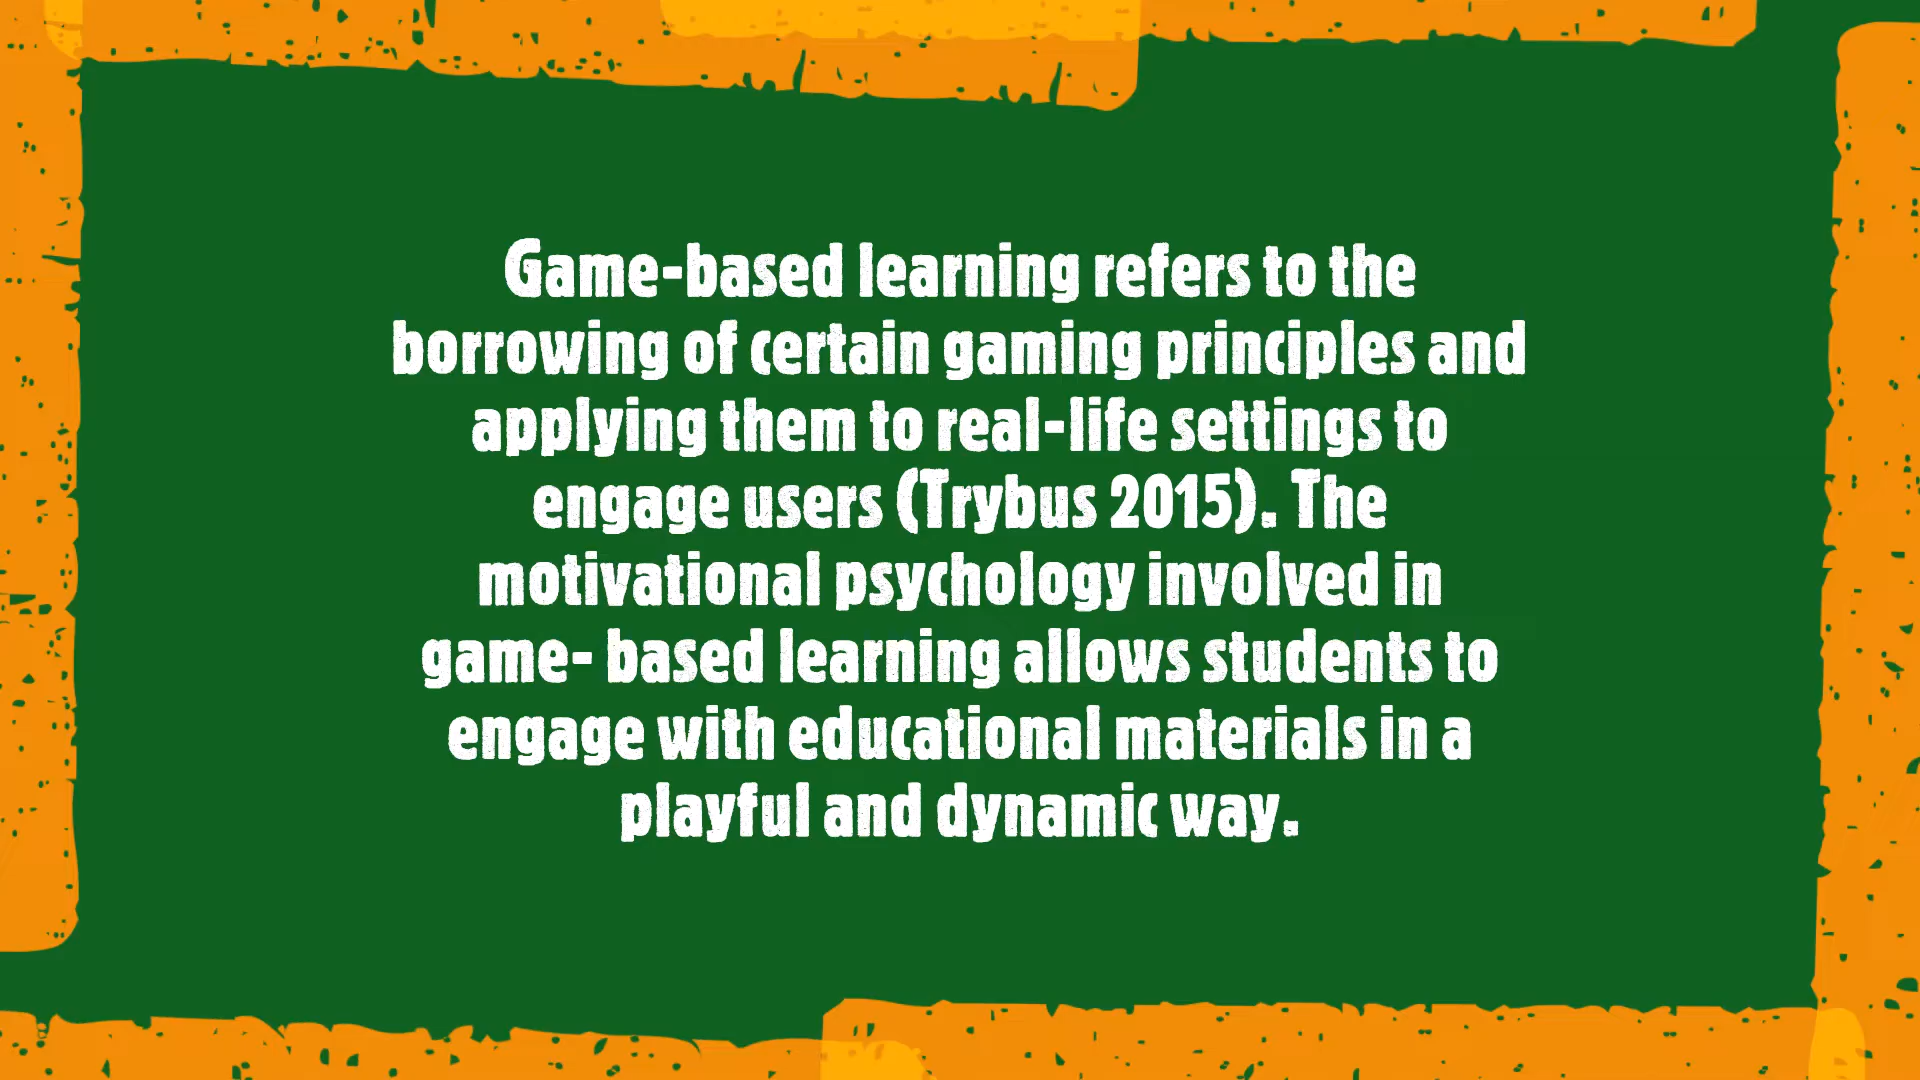 Game-based learning refers to the
borrowing of certain gaming principles and
applying them to real-life settings to
engage users (Trybus 2015). The
motivational psychology involved in
game- based learning allows students to
engage with educational materials in a
playful and dynamic way.